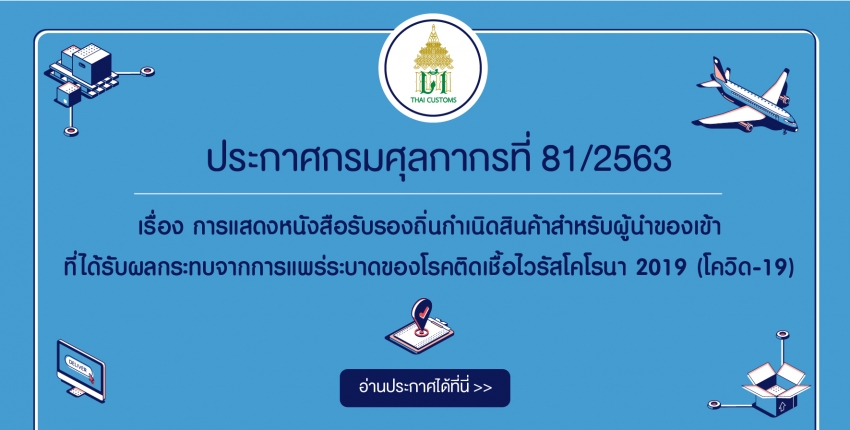 THAI CUSTOMS
ประกาศกรมศุลกากรที่ 81/2563
เรื่อง การแสดงหนังสือรับรองถิ่นกำเนิดสินค้าสำหรับผู้นำของเข้า
ที่ได้รับผลกระทบจากการแพร่ระบาดของโรคติดเชื้อไวรัสโคโรนา 2019 (โควิด-19)
DELIVER
อ่านประกาศได้ที่นี่ >>